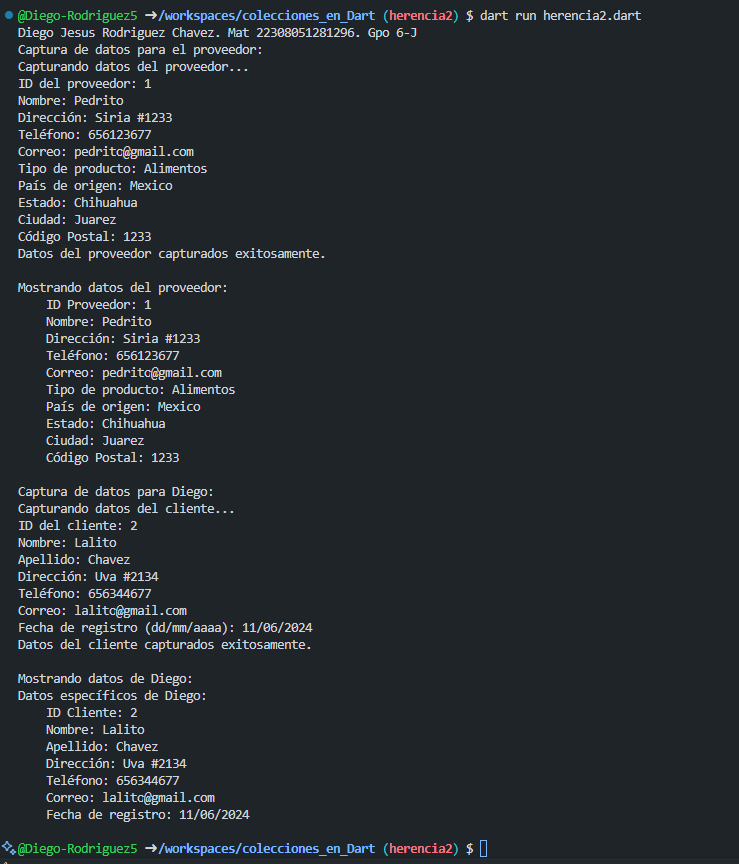 @Diego-Rodriguez5 ➜/workspaces/colecciones_en_Dart (herencia2) $ dart run herencia2.dart
Diego Jesus Rodriguez Chavez. Mat 22308051281296. Gpo 6-J
Captura de datos para el proveedor:
Capturando datos del proveedor...
ID del proveedor: 1
Nombre: Pedrito
Dirección: Siria #1233
Teléfono: 656123677
Correo: pedrito@gmail.com
Tipo de producto: Alimentos
País de origen: Mexico
Estado: Chihuahua
Ciudad: Juarez
Código Postal: 1233
Datos del proveedor capturados exitosamente.
Mostrando datos del proveedor:
ID Proveedor: 1
Nombre: Pedrito
Dirección: Siria #1233
Teléfono: 656123677
Correo: pedrito@gmail.com
Tipo de producto: Alimentos
País de origen: Mexico
Estado: Chihuahua
Ciudad: Juarez
Código Postal: 1233
Captura de datos para Diego:
Capturando datos del cliente...
ID del cliente: 2
Nombre: Lalito
Apellido: Chavez
Dirección: Uva #2134
Teléfono: 656344677
Correo: lalito@gmail.com
Fecha de registro (dd/mm/aaaa): 11/06/2024
Datos del cliente capturados exitosamente.
Mostrando datos de Diego:
Datos específicos de Diego:
ID Cliente: 2
Nombre: Lalito
Apellido: Chavez
Dirección: Uva #2134
Teléfono: 656344677
Correo: lalito@gmail.com
Fecha de registro: 11/06/2024
@Diego-Rodriguez5 ➜/workspaces/colecciones_en_Dart (herencia2) $